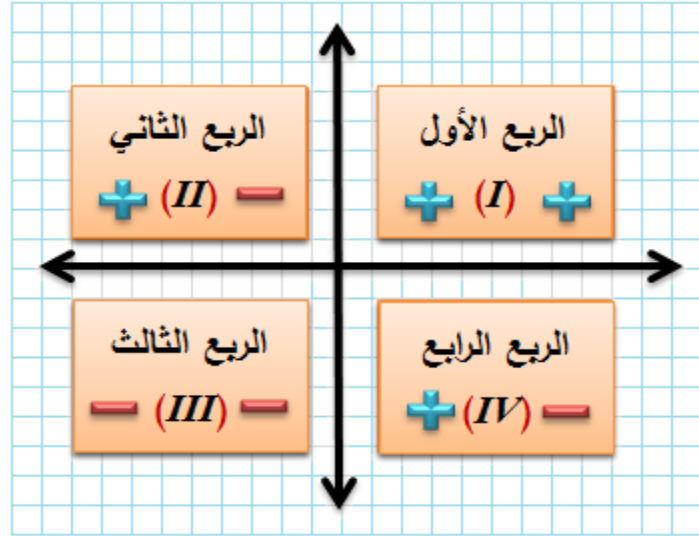 الربع الثاني
+ (II) -
الربع الأول
+ (I) +
الربع الثالث
- (III) -
الربع الرابع
+ (IV) -